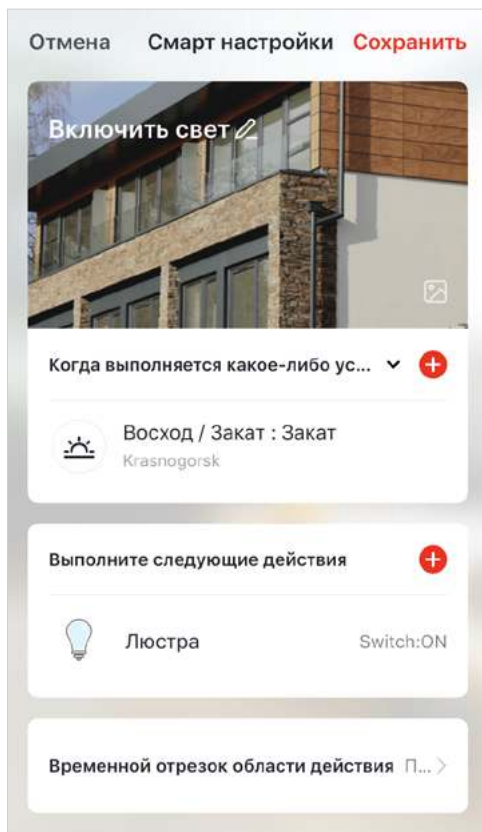 Отмена Смарт настройки Сохранить
Включить свет
Когда выполняется какое-либо ус...
Восход / Закат : Закат
Krasnogorsk
Выполните следующие действия
Люстра Switch:ON
Временной отрезок области действия П...